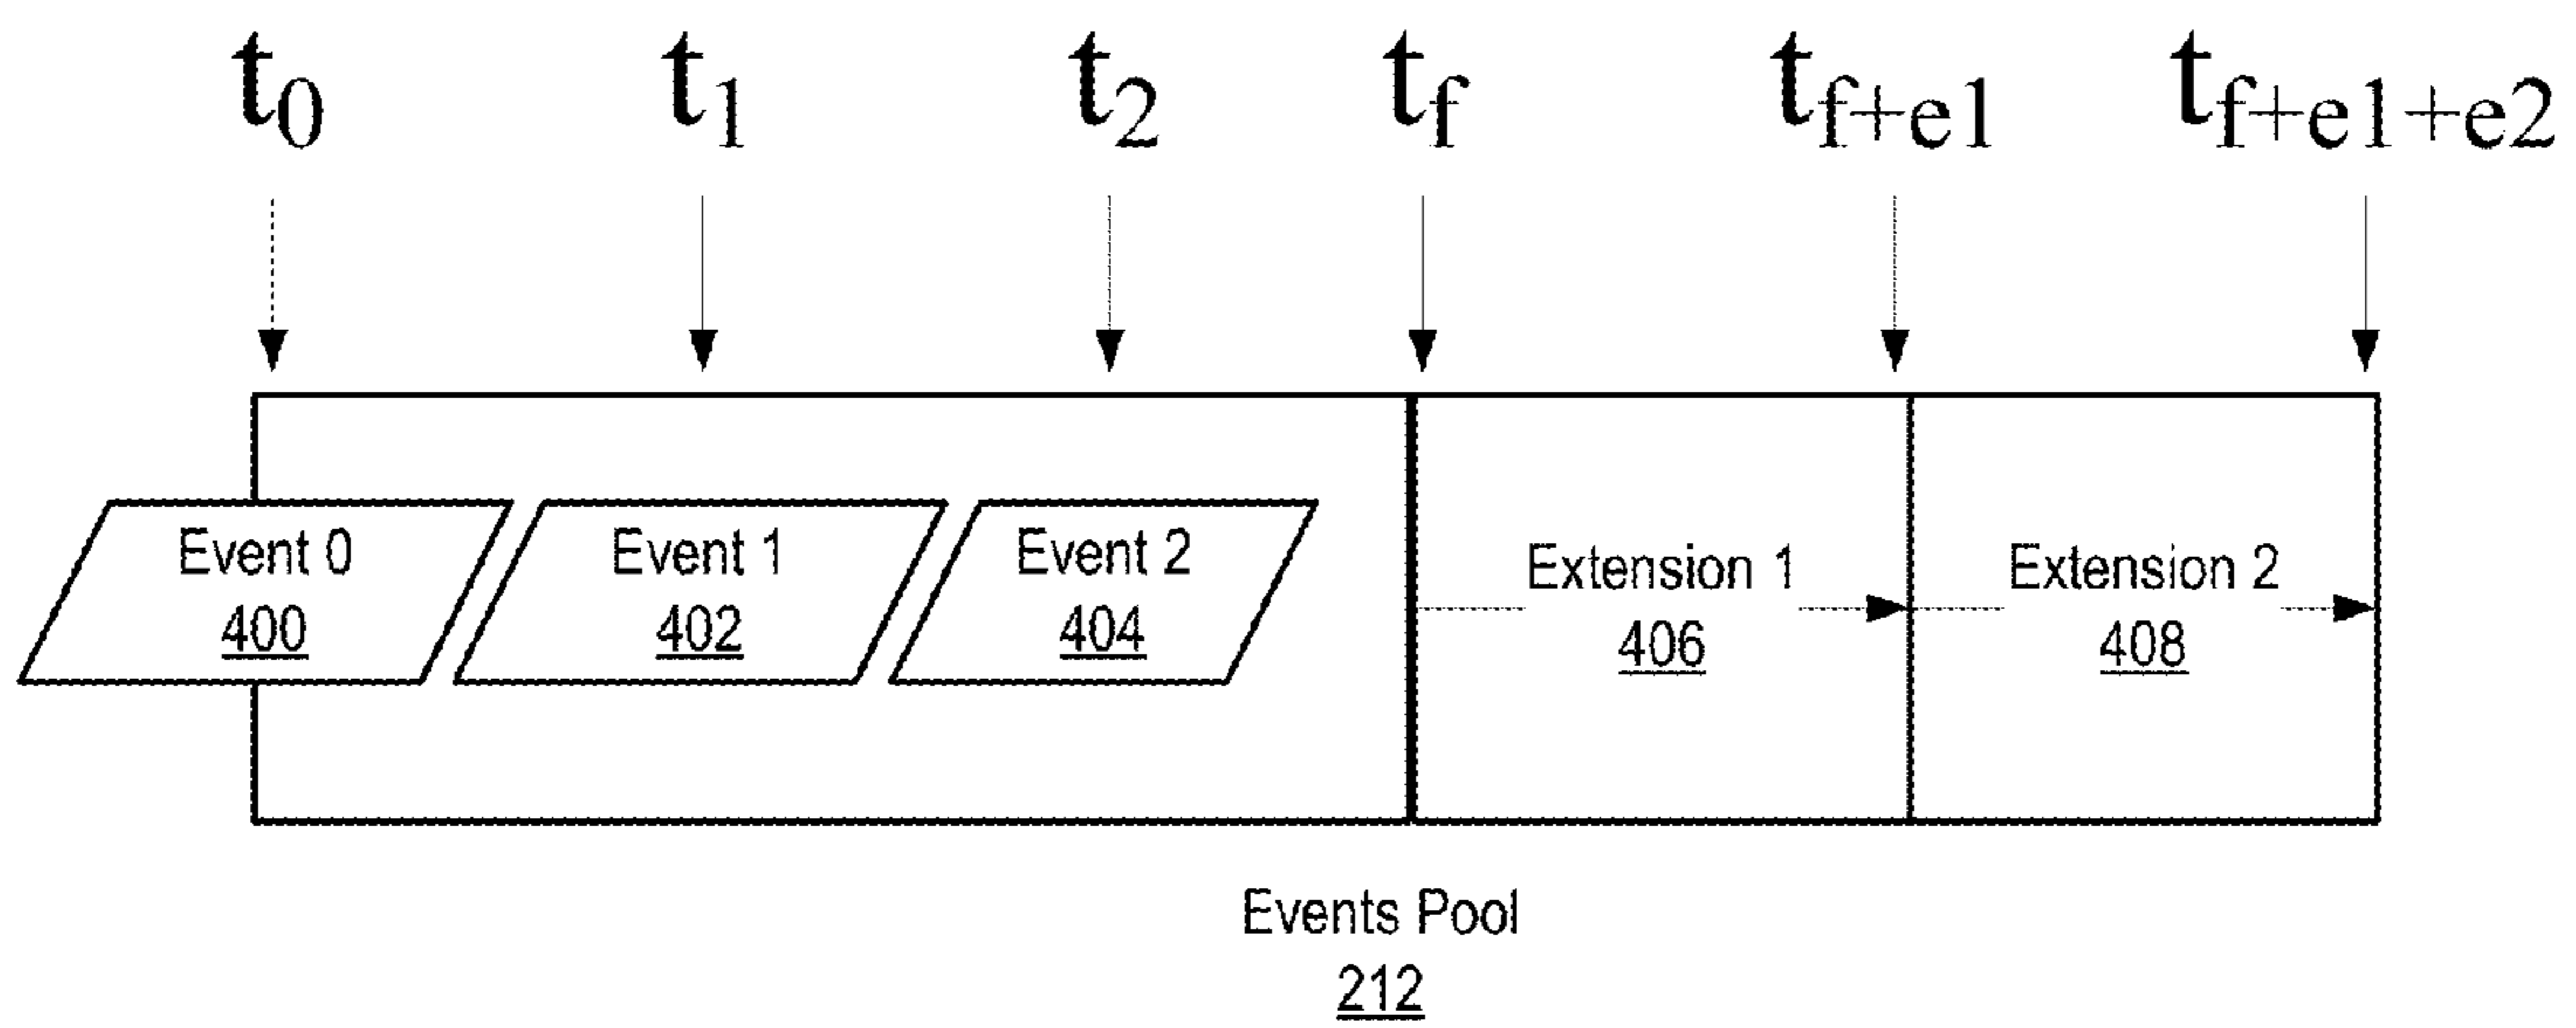 t0 t1 t2 tf tf+e1 tf+e1+e2
Event 0
400
Event 1
402
Event 2
404
Extension 1
406
Extension 2
408
Events Pool
212